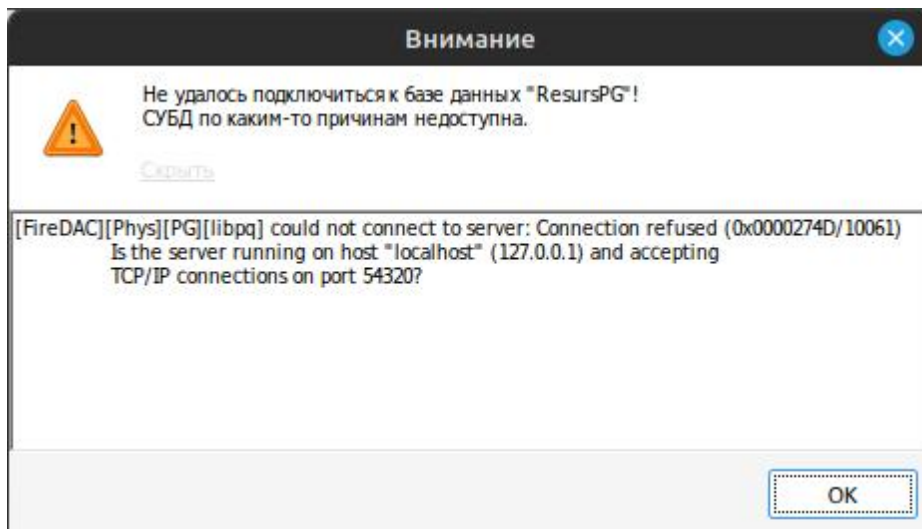 Внимание
Не удалось подключиться к базе данных "ResursPG"!
СУБД по каким-то причинам недоступна.
Скрыть
[FireDAC][Phys][PG][libpq] could not connect to server: Connection refused (0x0000274D/10061)
Is the server running on host "localhost" (127.0.0.1) and accepting
TCP/IP connections on port 54320?
OK